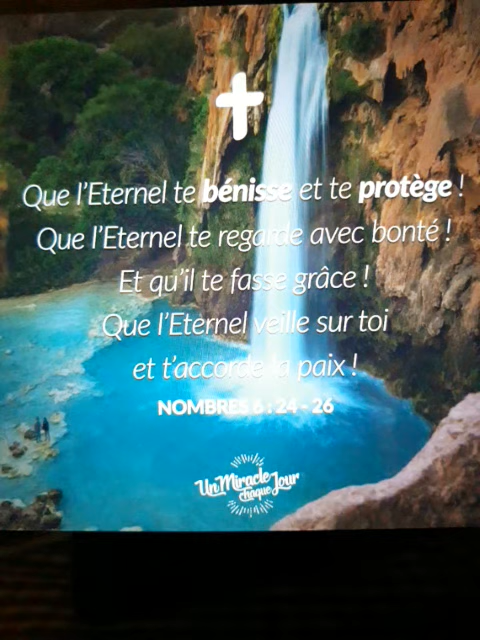 Que l'Eternel te bénisse et te protège !
Que l'Eternel te regarde avec bonté !
Et qu'il te fasse grâce !
Que l'Eternel veille sur toi
et t'accorde la paix !
NOMBRES 6 : 24 - 26
Un Miracle
chaque Jour